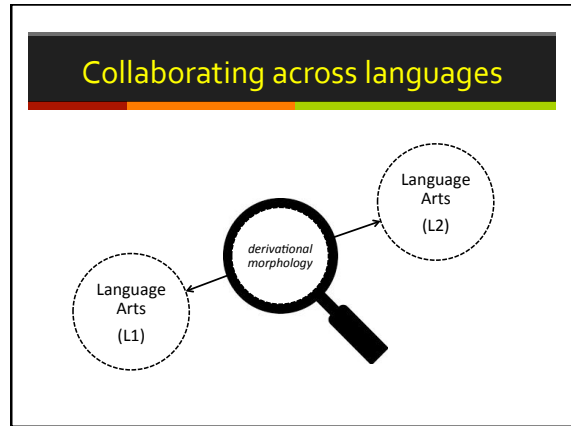 Collaborating across languages
Language
Arts
(L2)
derivational
morphology
Language
Arts
(L1)